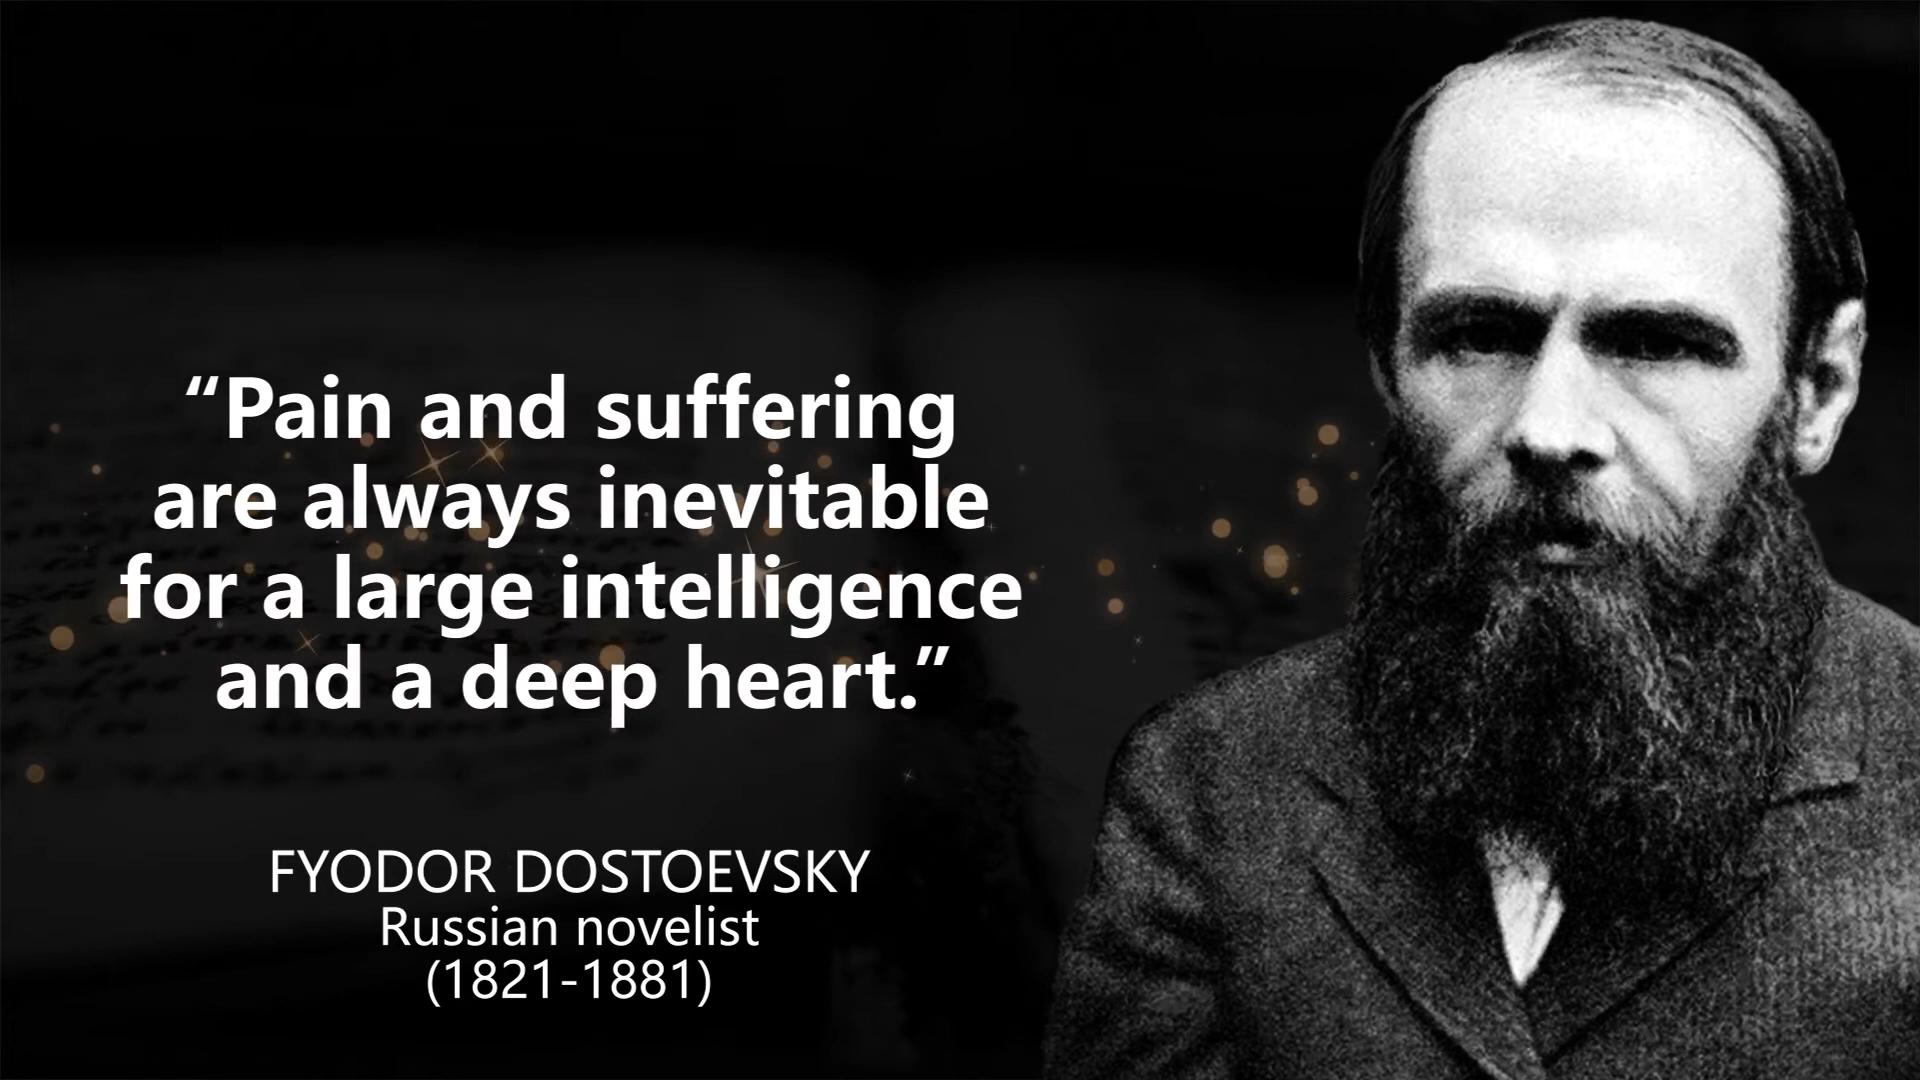 “Pain and suffering
are always inevitable
for a large intelligence
and a deep heart.”
FYODOR DOSTOEVSKY
Russian novelist
(1821-1881)